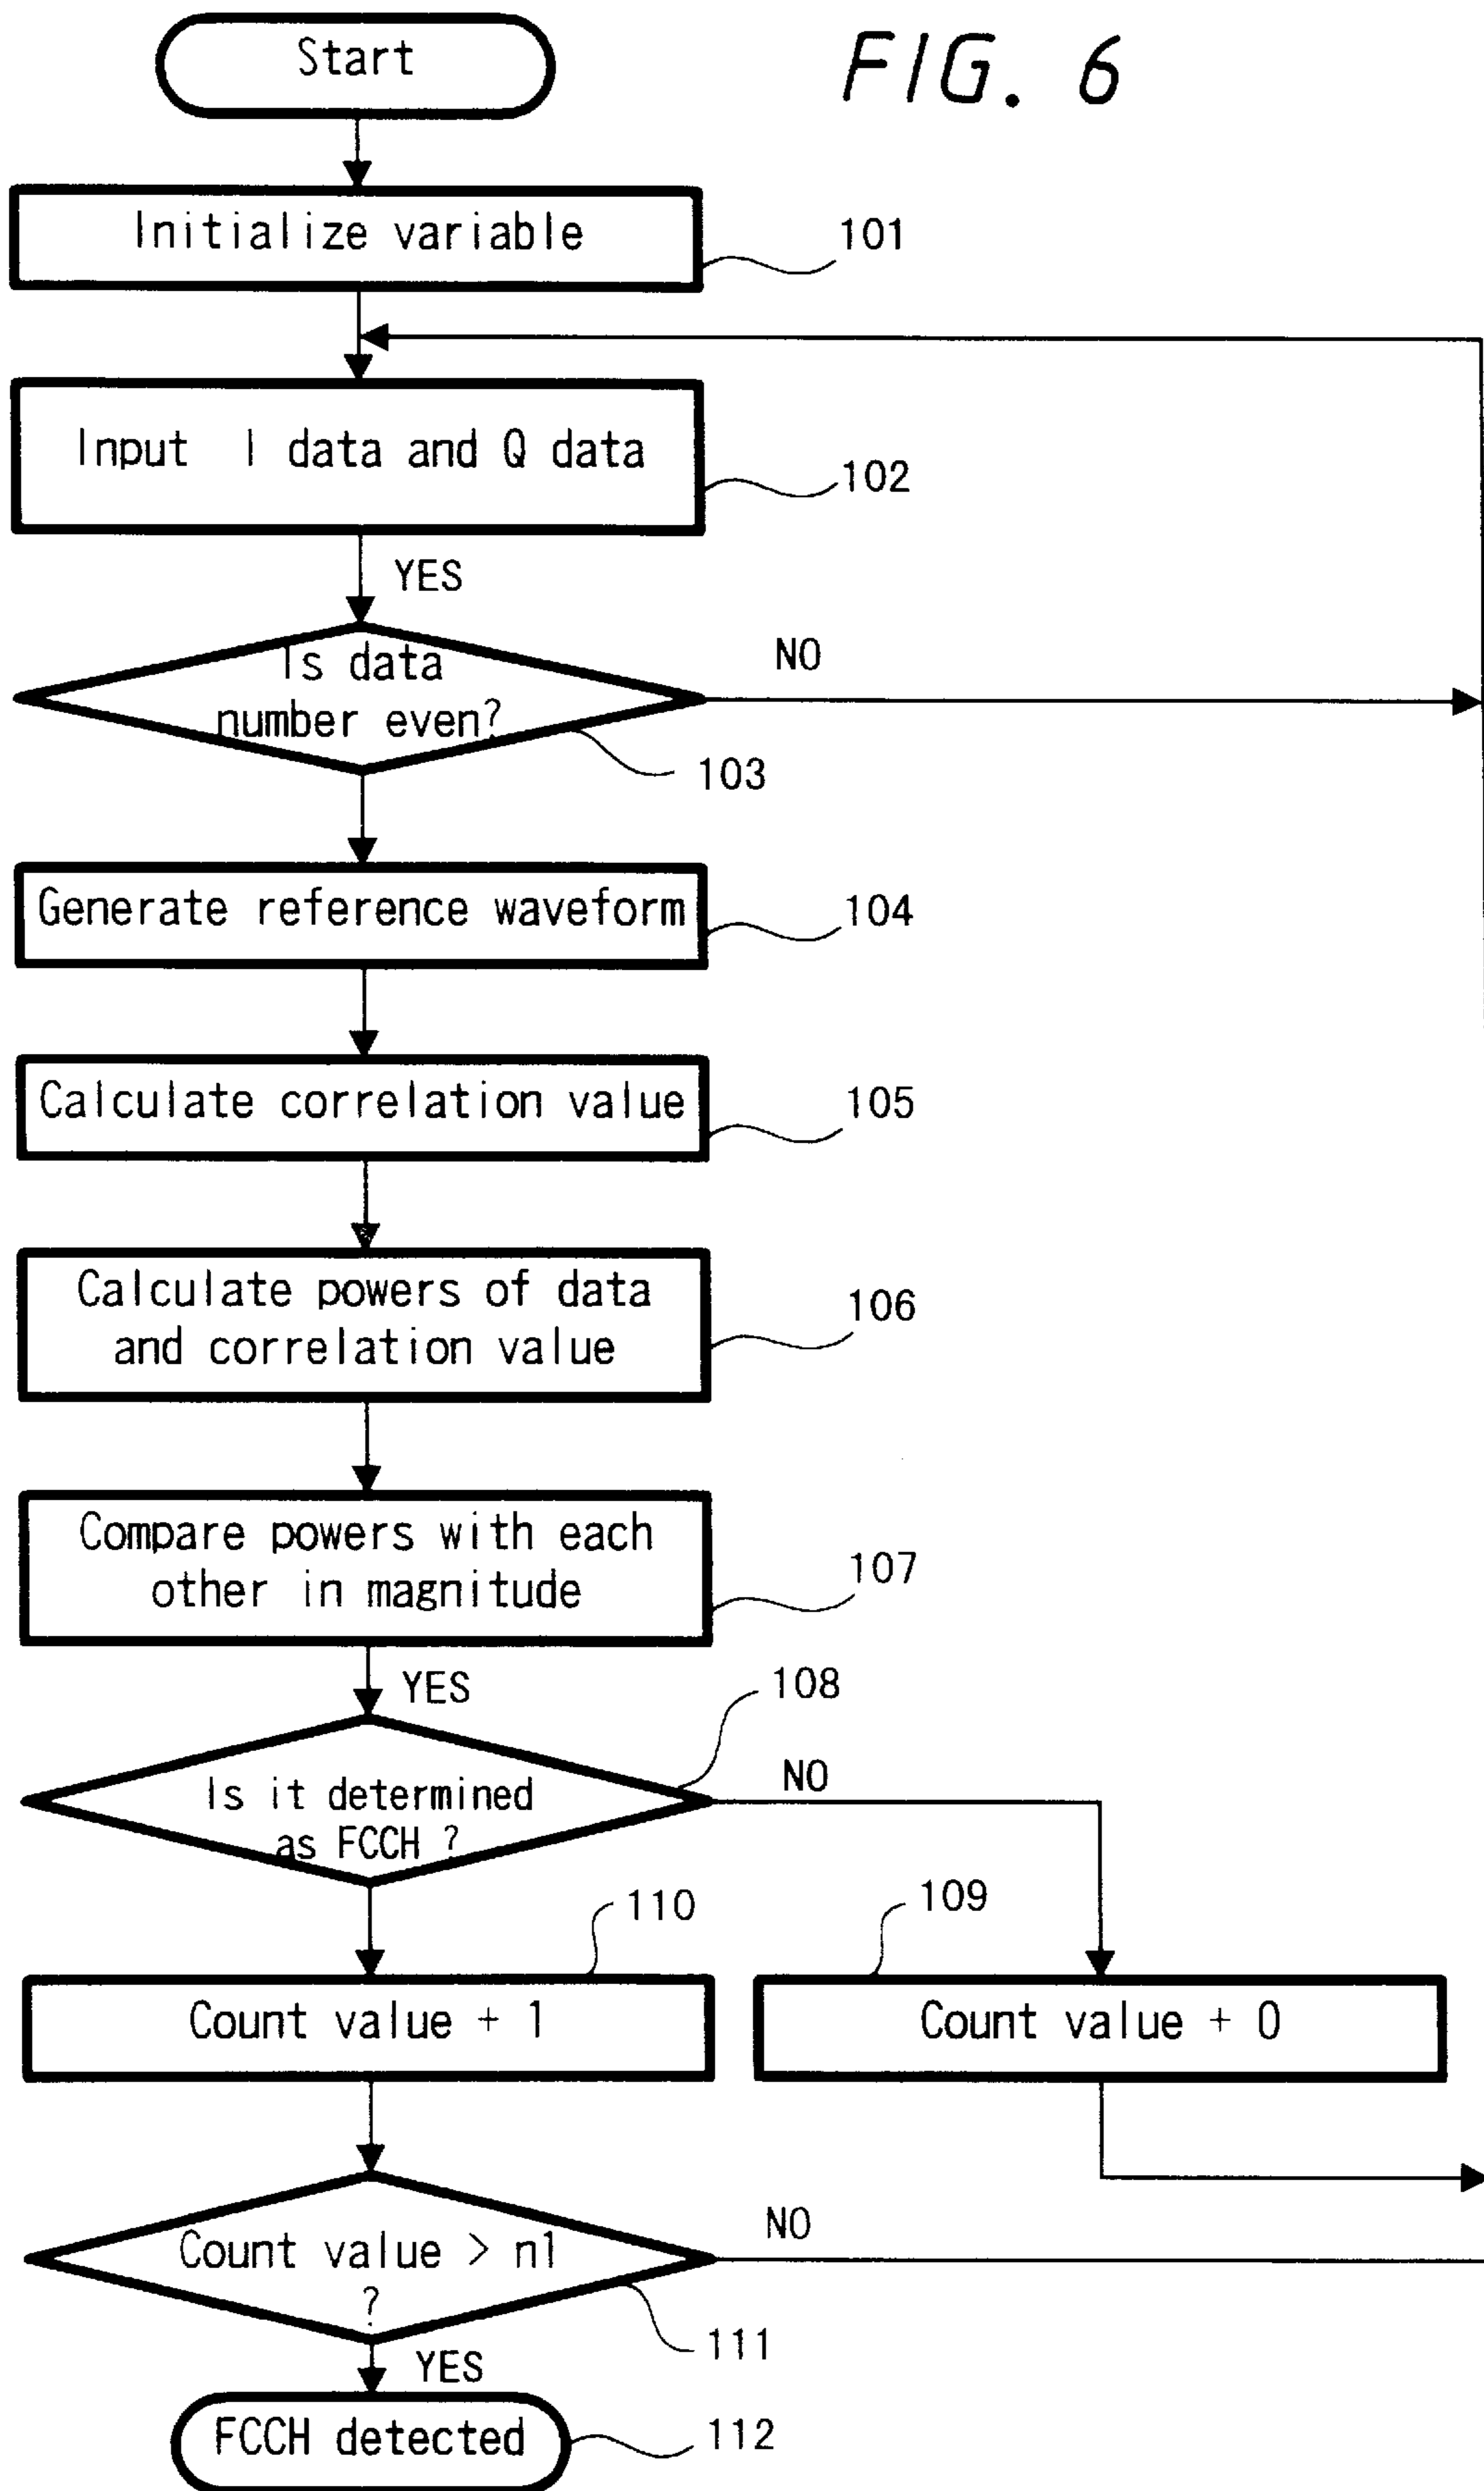 FIG. 6
Start
Initialize variable
101
Input I data and Q data
102
YES
Is data
number even?
NO
103
Generate reference waveform
104
Calculate correlation value
105
Calculate powers of data
and correlation value
106
Compare powers with each
other in magnitude
107
YES
108
Is it determined
as FCCH ?
NO
110
109
Count value + 1
Count value + 0
Count value > n1
?
NO
111
YES
FCCH detected
112